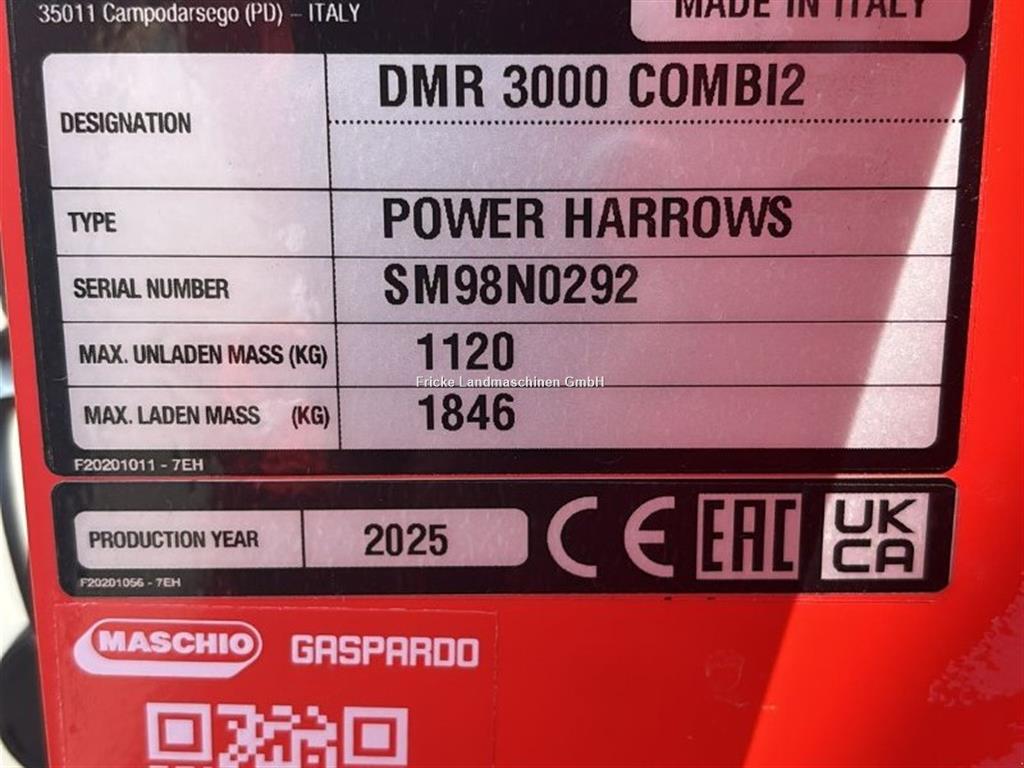 35011 Campodarsego (PD) - ITALY
MADE IN ITALY
DESIGNATION
DMR 3000 COMBI2
TYPE
POWER HARROWS
SERIAL NUMBER
SM98N0292
MAX. UNLADEN MASS (KG)
1120
Fricke Landmaschinen GmbH
MAX. LADEN MASS (KG)
1846
F20201011 - 7EH
PRODUCTION YEAR
2025
CE
EAC
UK
CA
F20201056 - 7EH
MASCHIO GASPARDO